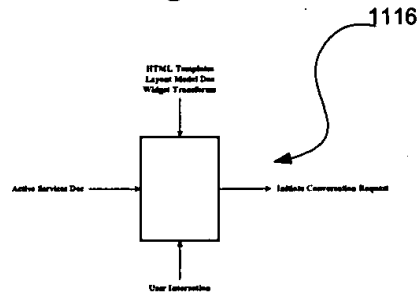 1116
HTML Templates
Layout Model Doc
Widget Transforms
Active Services Doc
Initiate Conversation Request
User Interaction